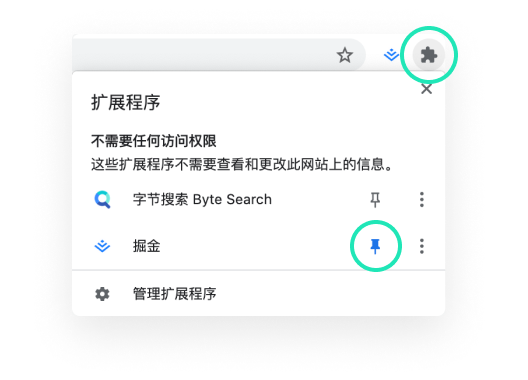 扩展程序
不需要任何访问权限
这些扩展程序不需要查看和更改此网站上的信息。
字节搜索 Byte Search
掘金
管理扩展程序